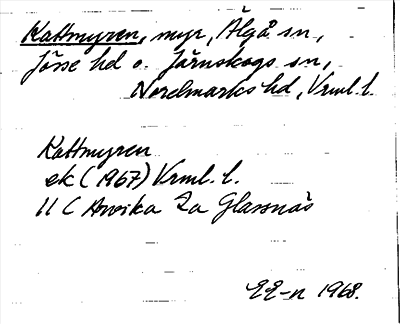 Kattmyren, myr, Älgå sn,
Jösse hd o. Järnskogs sn,
Nordmarks hd, Vrml. l.
Kattmyren
ek (1967) Vrml. l.
11 C Arvika 2a Glassnäs
EE-n 1968.